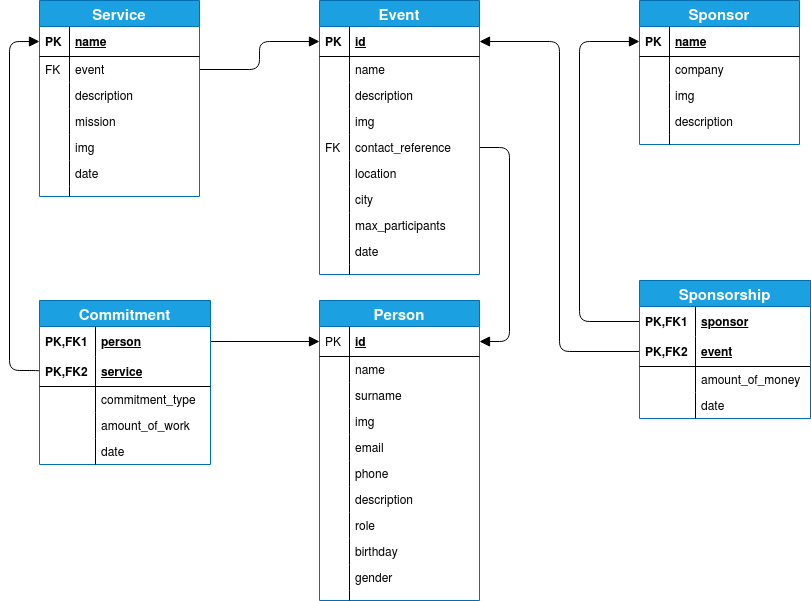 Service
PK name
FK event
description
mission
img
date
Event
PK id
name
description
img
FK contact_reference
location
city
max_participants
date
Sponsor
PK name
company
img
description
Commitment
PK,FK1 person
PK,FK2 service
commitment_type
amount_of_work
date
Person
PK id
name
surname
img
email
phone
description
role
birthday
gender
Sponsorship
PK,FK1 sponsor
PK,FK2 event
amount_of_money
date